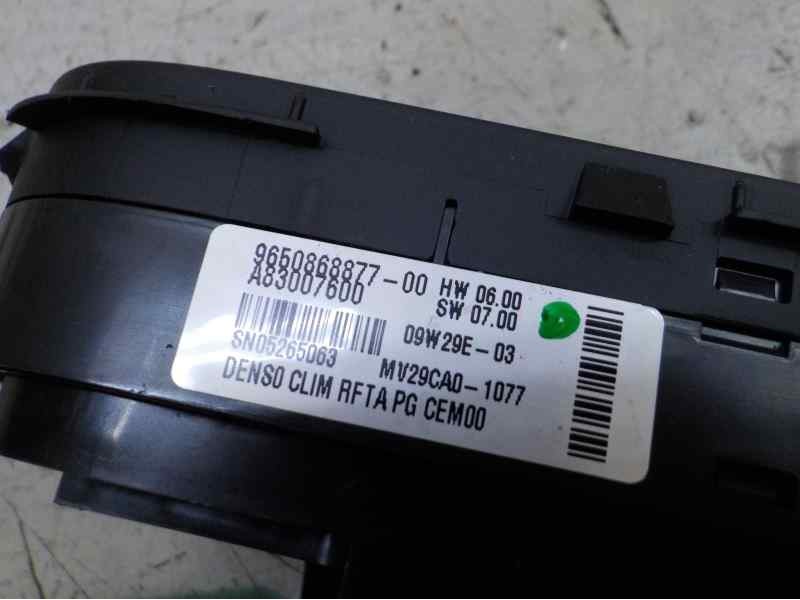 9650868877-00 HW 06.00
A83007600 SW 07.00
09W29E-03
SN05265063 MV29CA0-1077
DENSO CLIM RFTA PG CEM00